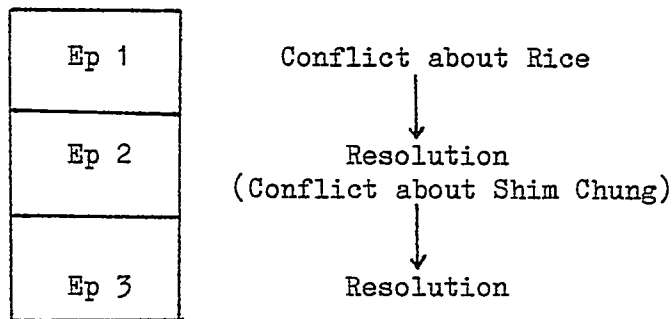 Ep 1 Conflict about Rice
Ep 2 Resolution
(Conflict about Shim Chung)
Ep 3 Resolution